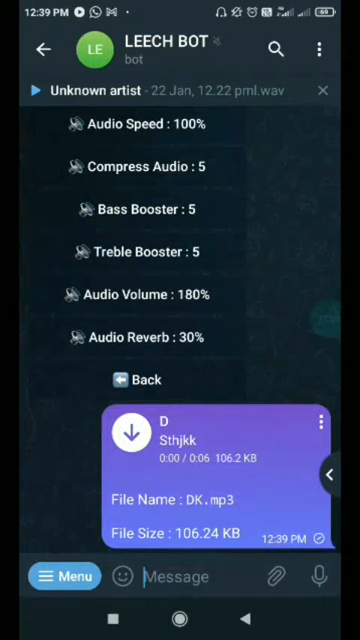 12:39 PM
69
LE
LEECH BOT
bot
Unknown artist - 22 Jan, 12.22 pml.wav
Audio Speed : 100%
Compress Audio : 5
Bass Booster : 5
Treble Booster : 5
Audio Volume : 180%
Audio Reverb : 30%
Back
D
Sthjkk
0:00 / 0:06 106.2 KB
File Name : DK.mp3
File Size : 106.24 KB
12:39 PM
Menu
Message